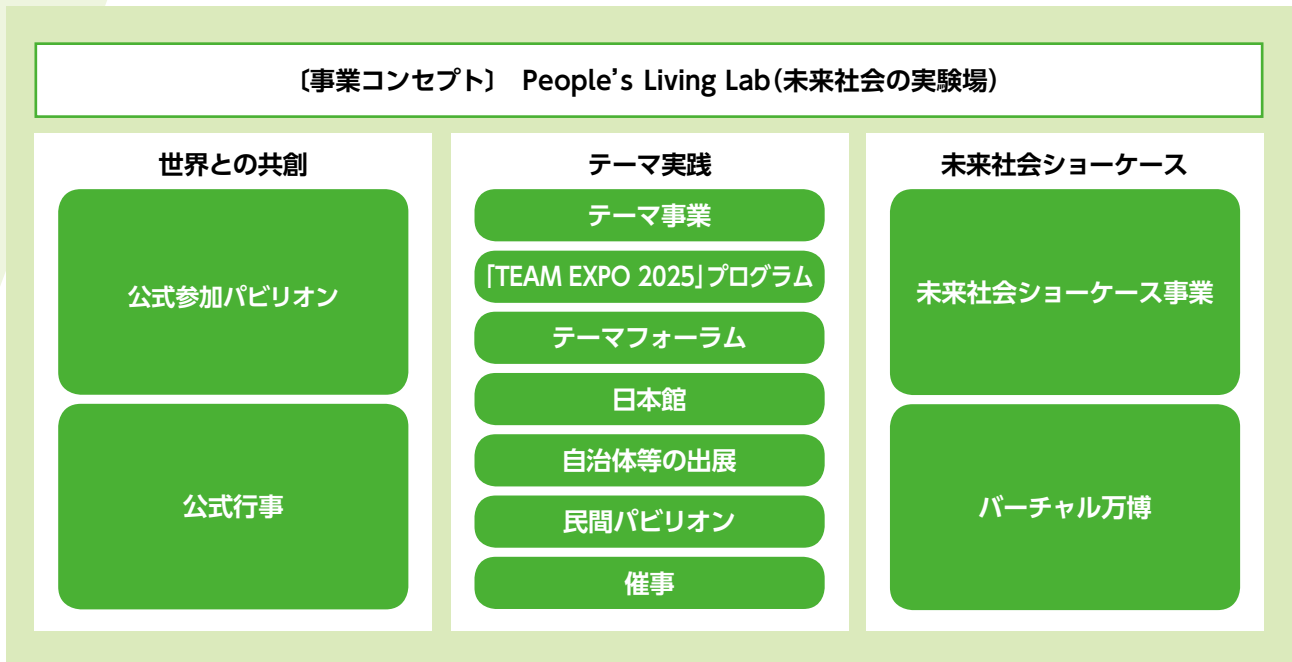 〔事業コンセプト〕 People’s Living Lab(未来社会の実験場)
世界との共創
公式参加パビリオン
公式行事
テーマ実践
テーマ事業
「TEAM EXPO 2025」プログラム
テーマフォーラム
日本館
自治体等の出展
民間パビリオン
催事
未来社会ショーケース
未来社会ショーケース事業
バーチャル万博